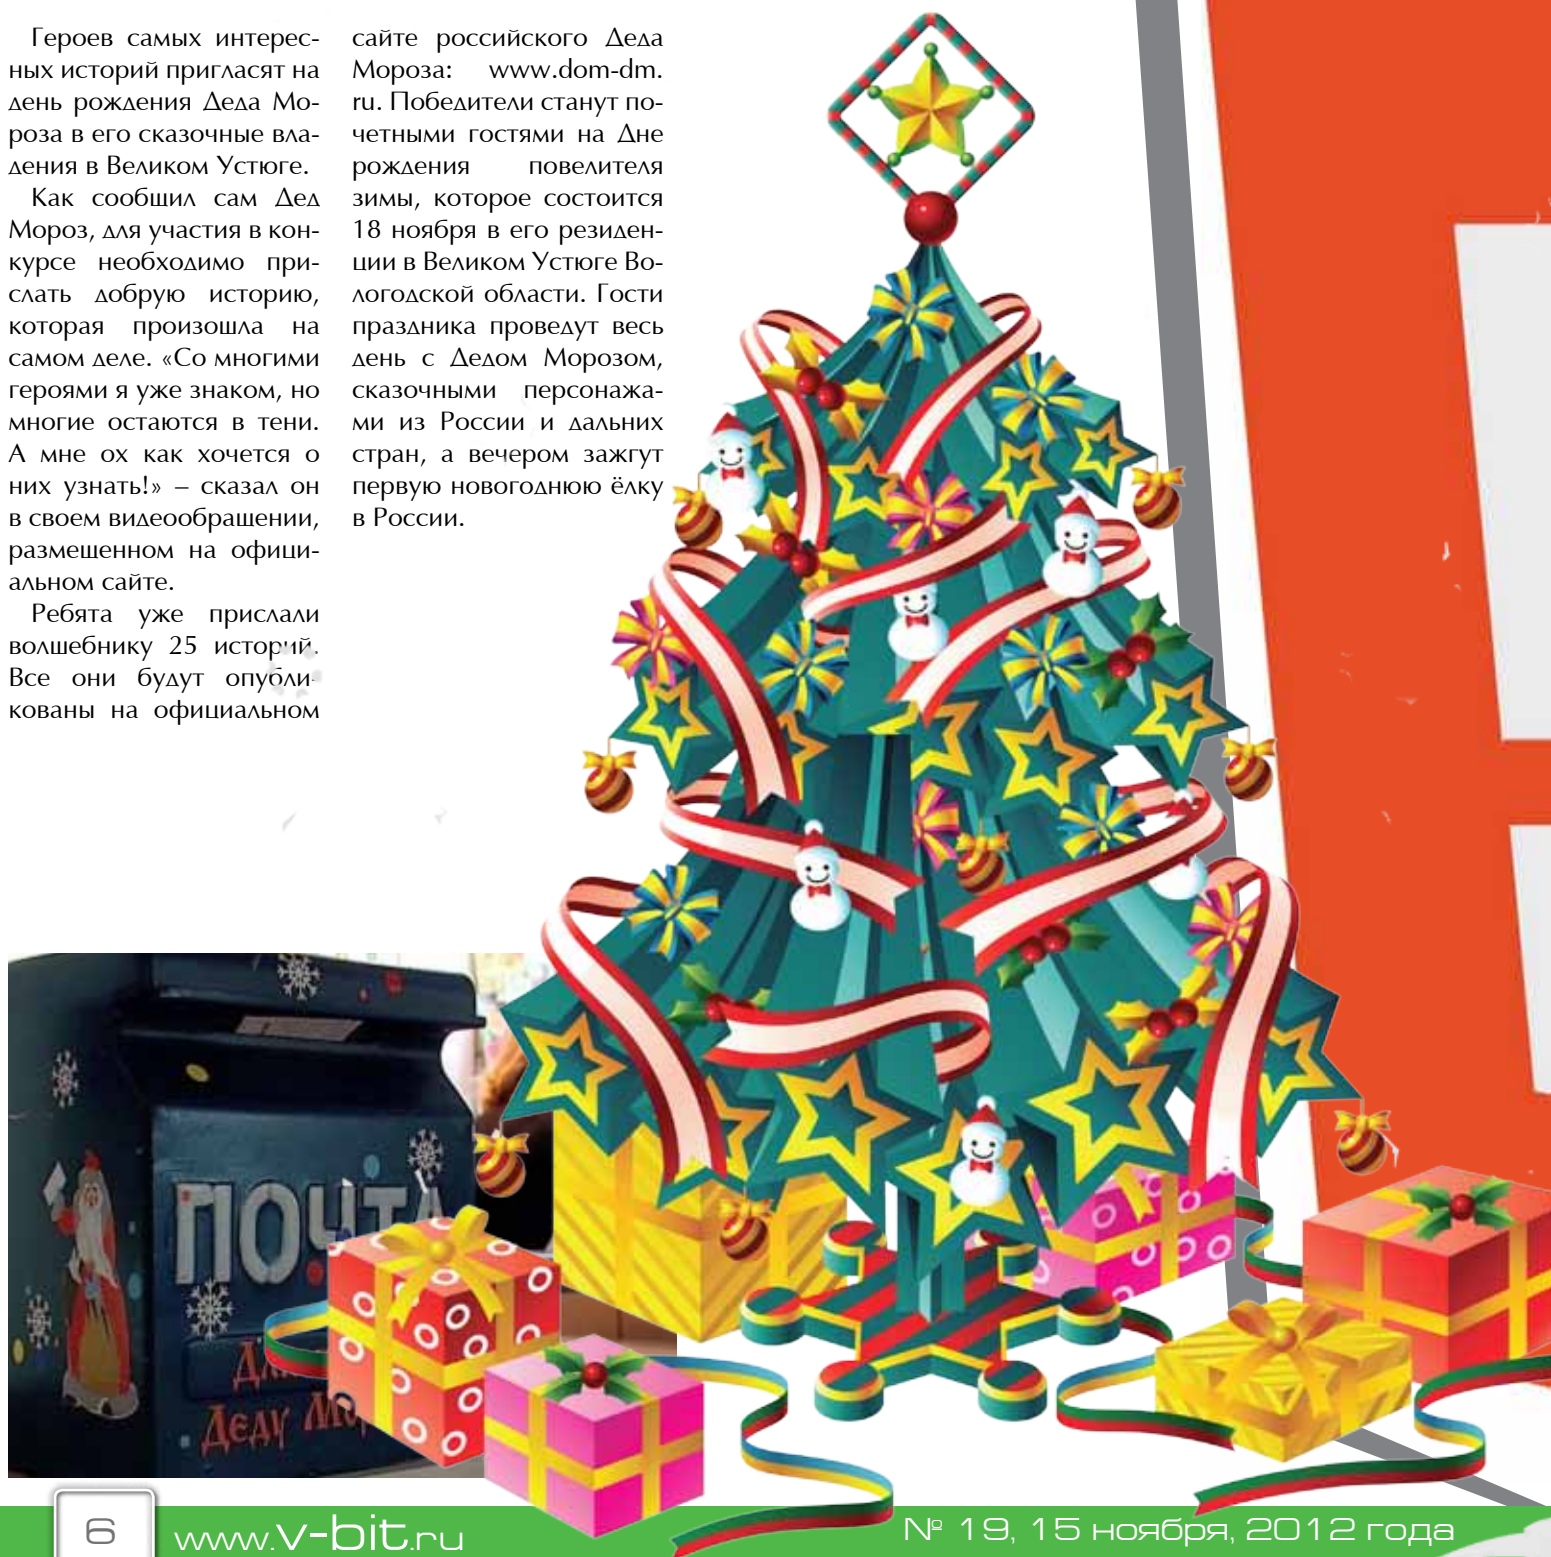 Героев самых интерес-
ных историй пригласят на
день рождения Деда Мо-
роза в его сказочные вла-
дения в Великом Устюге.
Как сообщил сам Дед
Мороз, для участия в кон-
курсе необходимо при-
слать добрую историю,
которая произошла на
самом деле. «Со многими
героями я уже знаком, но
многие остаются в тени.
А мне ох как хочется о
них узнать!» – сказал он
в своем видеообращении,
размещенном на офици-
альном сайте.
Ребята уже прислали
волшебнику 25 историй.
Все они будут опубли-
кованы на официальном
сайте российского Деда
Мороза: www.dom-dm.
ru. Победители станут по-
четными гостями на Дне
рождения повелителя
зимы, которое состоится
18 ноября в его резиден-
ции в Великом Устюге Во-
логодской области. Гости
праздника проведут весь
день с Дедом Морозом,
сказочными персонажа-
ми из России и дальних
стран, а вечером зажгут
первую новогоднюю ёлку
в России.
ПОЧТА
Деду
6
www.v-bit.ru
№ 19, 15 ноября, 2012 года